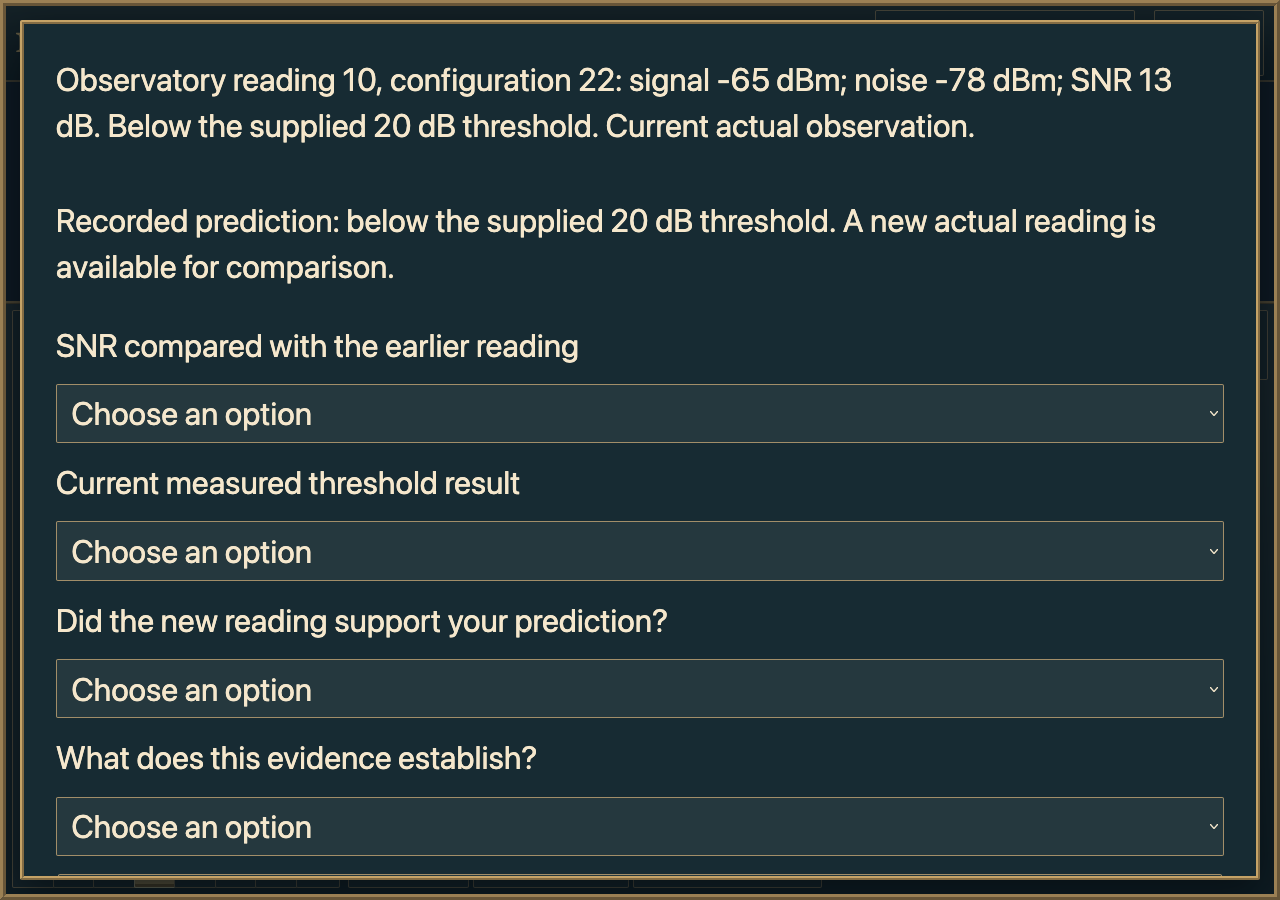 Observatory reading 10, configuration 22: signal -65 dBm; noise -78 dBm; SNR 13
dB. Below the supplied 20 dB threshold. Current actual observation.
Recorded prediction: below the supplied 20 dB threshold. A new actual reading is
available for comparison.
SNR compared with the earlier reading
Choose an option
Current measured threshold result
Choose an option
Did the new reading support your prediction?
Choose an option
What does this evidence establish?
Choose an option